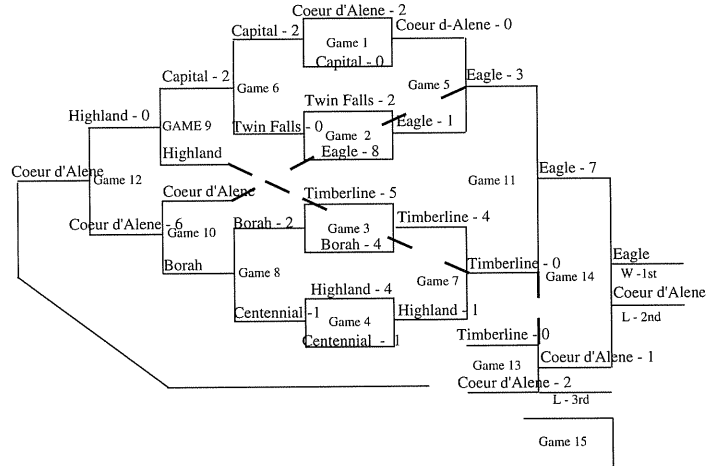 Coeur d'Alene - 2
Capital - 2
Game 1
Coeur d-Alene - 0
Capital - 0
Capital - 2
Game 6
Game 5
Eagle - 3
Twin Falls - 2
Highland - 0
GAME 9
Twin Falls - 0
Game 2
Eagle - 1
Eagle - 8
Highland
Coeur d'Alene
Game 12
Game 11
Eagle - 7
Coeur d'Alene
Timberline - 5
Coeur d'Alene - 6
Game 10
Borah - 2
Game 3
Timberline - 4
Borah - 4
Eagle
Borah
Game 8
Game 7
Timberline - 0
Game 14
W -1st
Highland - 4
Coeur d'Alene
Centennial -1
Game 4
Highland - 1
L - 2nd
Centennial - 1
Timberline - 0
Game 13
Coeur d'Alene - 1
Coeur d'Alene - 2
L - 3rd
Game 15